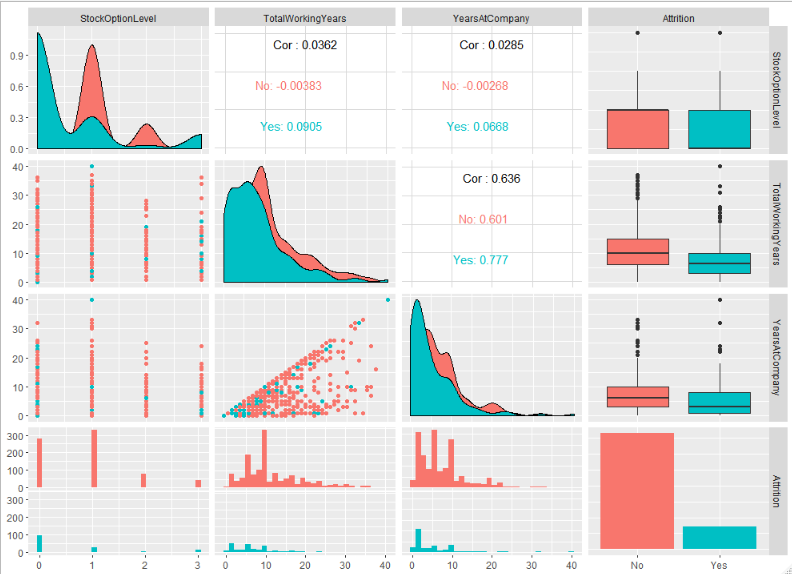 StockOptionLevel TotalWorkingYears YearsAtCompany Attrition
0.9
0.6
0.3
0.0
Cor : 0.0362
No: -0.00383
Yes: 0.0905
Cor : 0.0285
No: -0.00268
Yes: 0.0668
StockOptionLevel
40
30
20
10
0
Cor : 0.636
No: 0.601
Yes: 0.777
TotalWorkingYears
40
30
20
10
0
YearsAtCompany
300
200
100
0
300
200
100
0
Attrition
0 1 2 3
0 10 20 30 40
0 10 20 30 40
No Yes